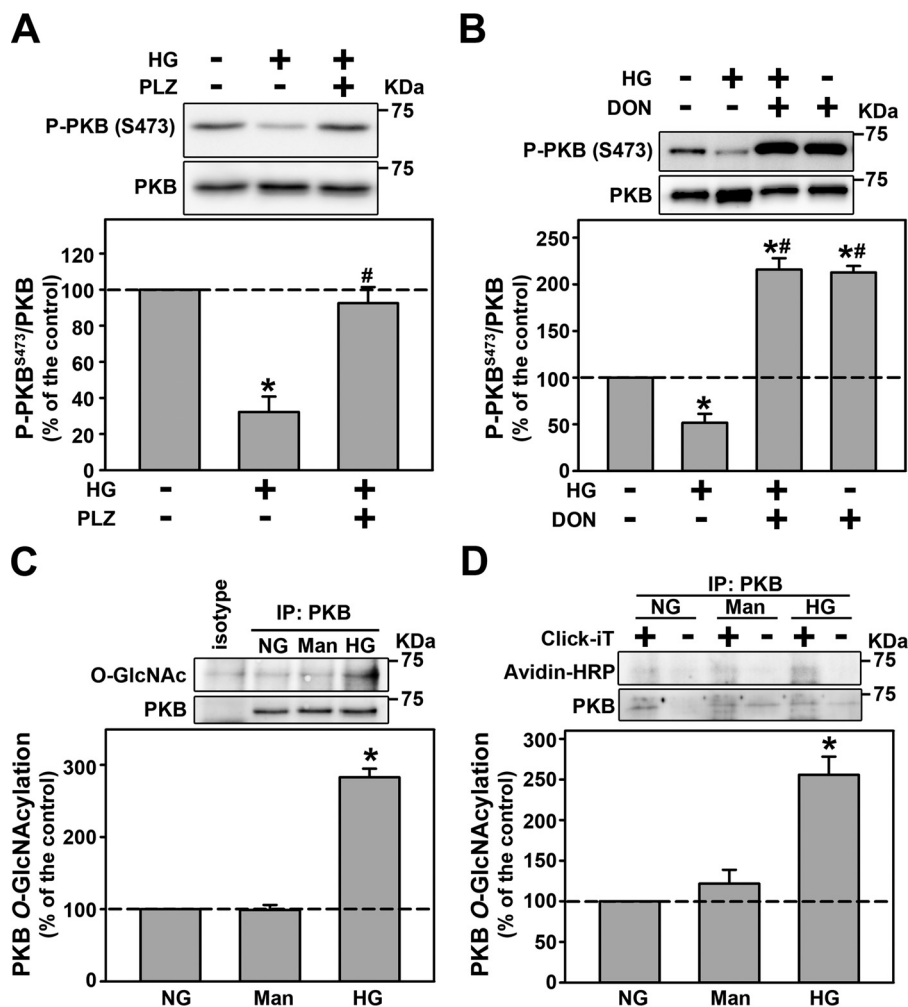 A
HG - + +
PLZ - - + KDa
P-PKB (S473) 75
PKB 75
P-PKB^S473/PKB
(% of the control)
120
100
80
60
40
20
0
*
#
HG - + +
PLZ - - +
B
HG - + + -
DON - - + + KDa
P-PKB (S473) 75
PKB 75
P-PKB^S473/PKB
(% of the control)
250
200
150
100
50
0
*
*#
*#
HG - + + -
DON - - + +
C
isotype
IP: PKB
NG Man HG KDa
O-GlcNAc 75
PKB 75
PKB O-GlcNAcylation
(% of the control)
300
200
100
0
*
NG Man HG
D
IP: PKB
NG Man HG
Click-iT + - + - + - KDa
Avidin-HRP 75
PKB 75
PKB O-GlcNAcylation
(% of the control)
300
250
200
150
100
50
0
*
NG Man HG